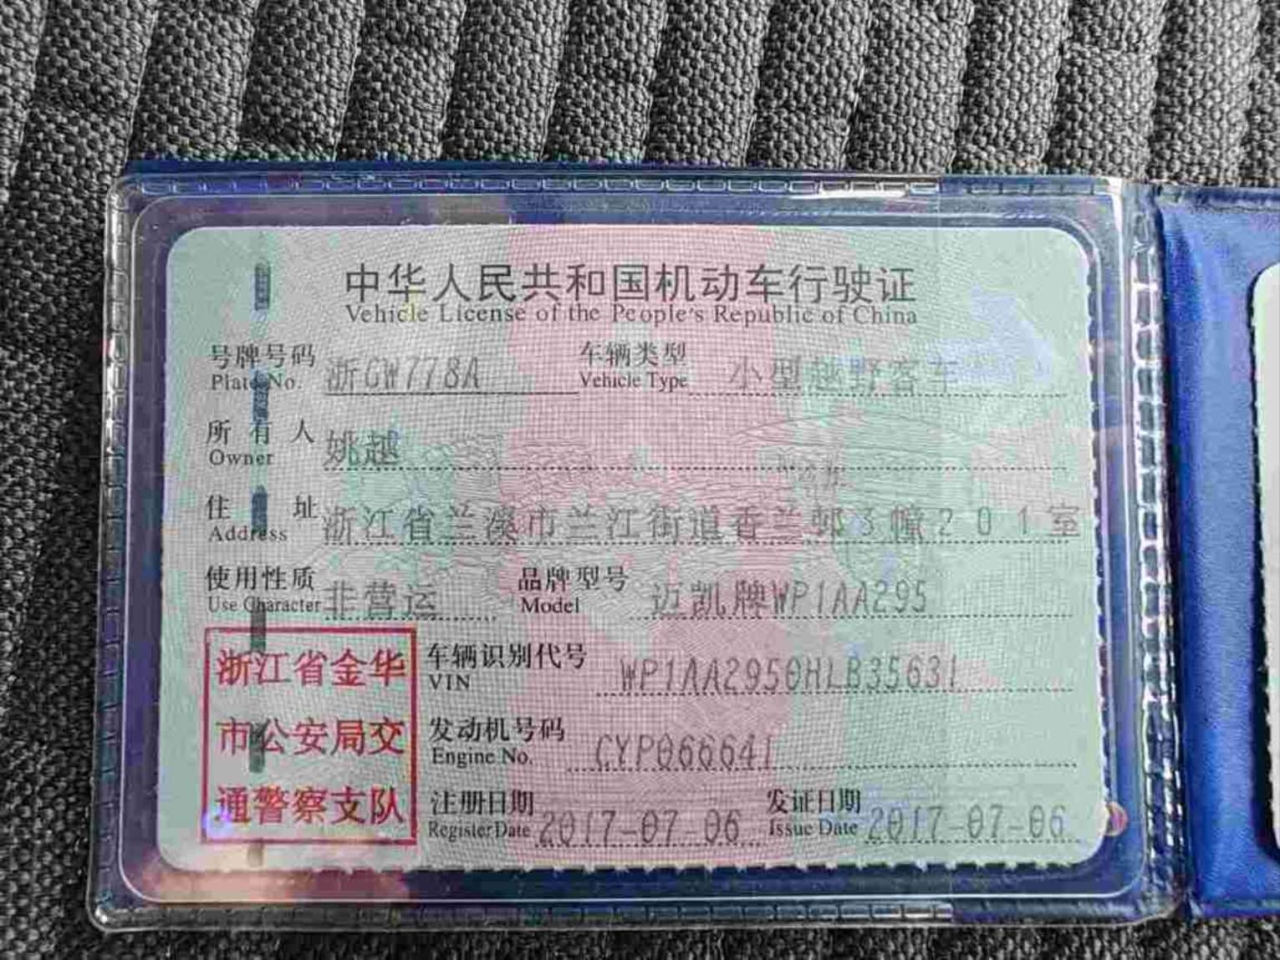 中华人民共和国机动车行驶证
Vehicle License of the People's Republic of China
号牌号码 浙GW778A 车辆类型 小型越野客车
Plate No. Vehicle Type
所有人 姚越
Owner
住址 浙江省兰溪市兰江街道香兰郏3幢201室
Address
使用性质 非营运 品牌型号 迈凯牌WP1AA295
Use Character Model
浙江省金华
市公安局交
通警察支队
车辆识别代号 WP1AA2950HLB35631
VIN
发动机号码 CYP066641
Engine No.
注册日期 2017-07-06 发证日期 2017-07-06
Register Date Issue Date